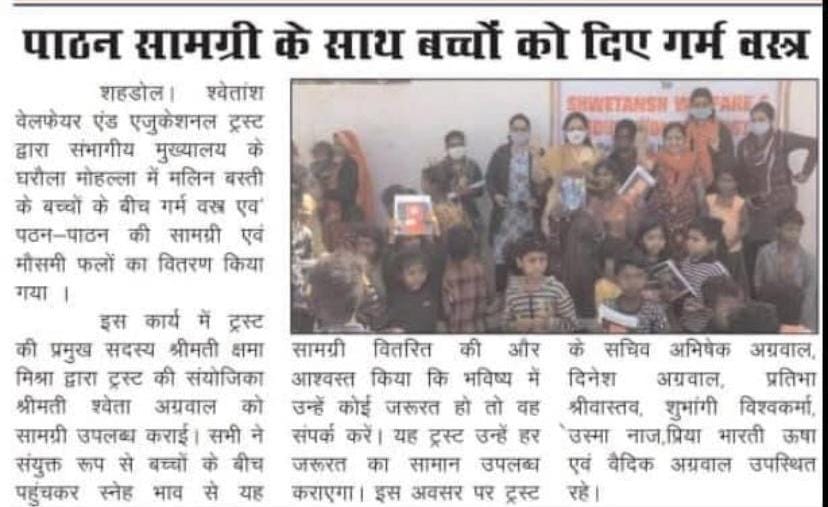 पाठन सामग्री के साथ बच्चों को दिए गर्म वस्त्र
शहडोल। श्वेतांश
वेलफेयर एंड एजुकेशनल ट्रस्ट
द्वारा संभागीय मुख्यालय के
घरौला मोहल्ला में मलिन बस्ती
के बच्चों के बीच गर्म वस्त्र एवं
पठन-पाठन की सामग्री एवं
मौसमी फलों का वितरण किया
गया ।
इस कार्य में ट्रस्ट
की प्रमुख सदस्य श्रीमती क्षमा
मिश्रा द्वारा ट्रस्ट की संयोजिका
श्रीमती श्वेता अग्रवाल को
सामग्री उपलब्ध कराई। सभी ने
संयुक्त रूप से बच्चों के बीच
पहुंचकर स्नेह भाव से यह
SHWETANSH
सामग्री वितरित की और
आश्वस्त किया कि भविष्य में
उन्हें कोई जरूरत हो तो वह
संपर्क करें। यह ट्रस्ट उन्हें हर
जरूरत का सामान उपलब्ध
कराएगा। इस अवसर पर ट्रस्ट
के सचिव अभिषेक अग्रवाल,
दिनेश अग्रवाल, प्रतिभा
श्रीवास्तव, शुभांगी विश्वकर्मा,
उस्मा नाज,प्रिया भारती ऊषा
एवं वैदिक अग्रवाल उपस्थित
रहे।